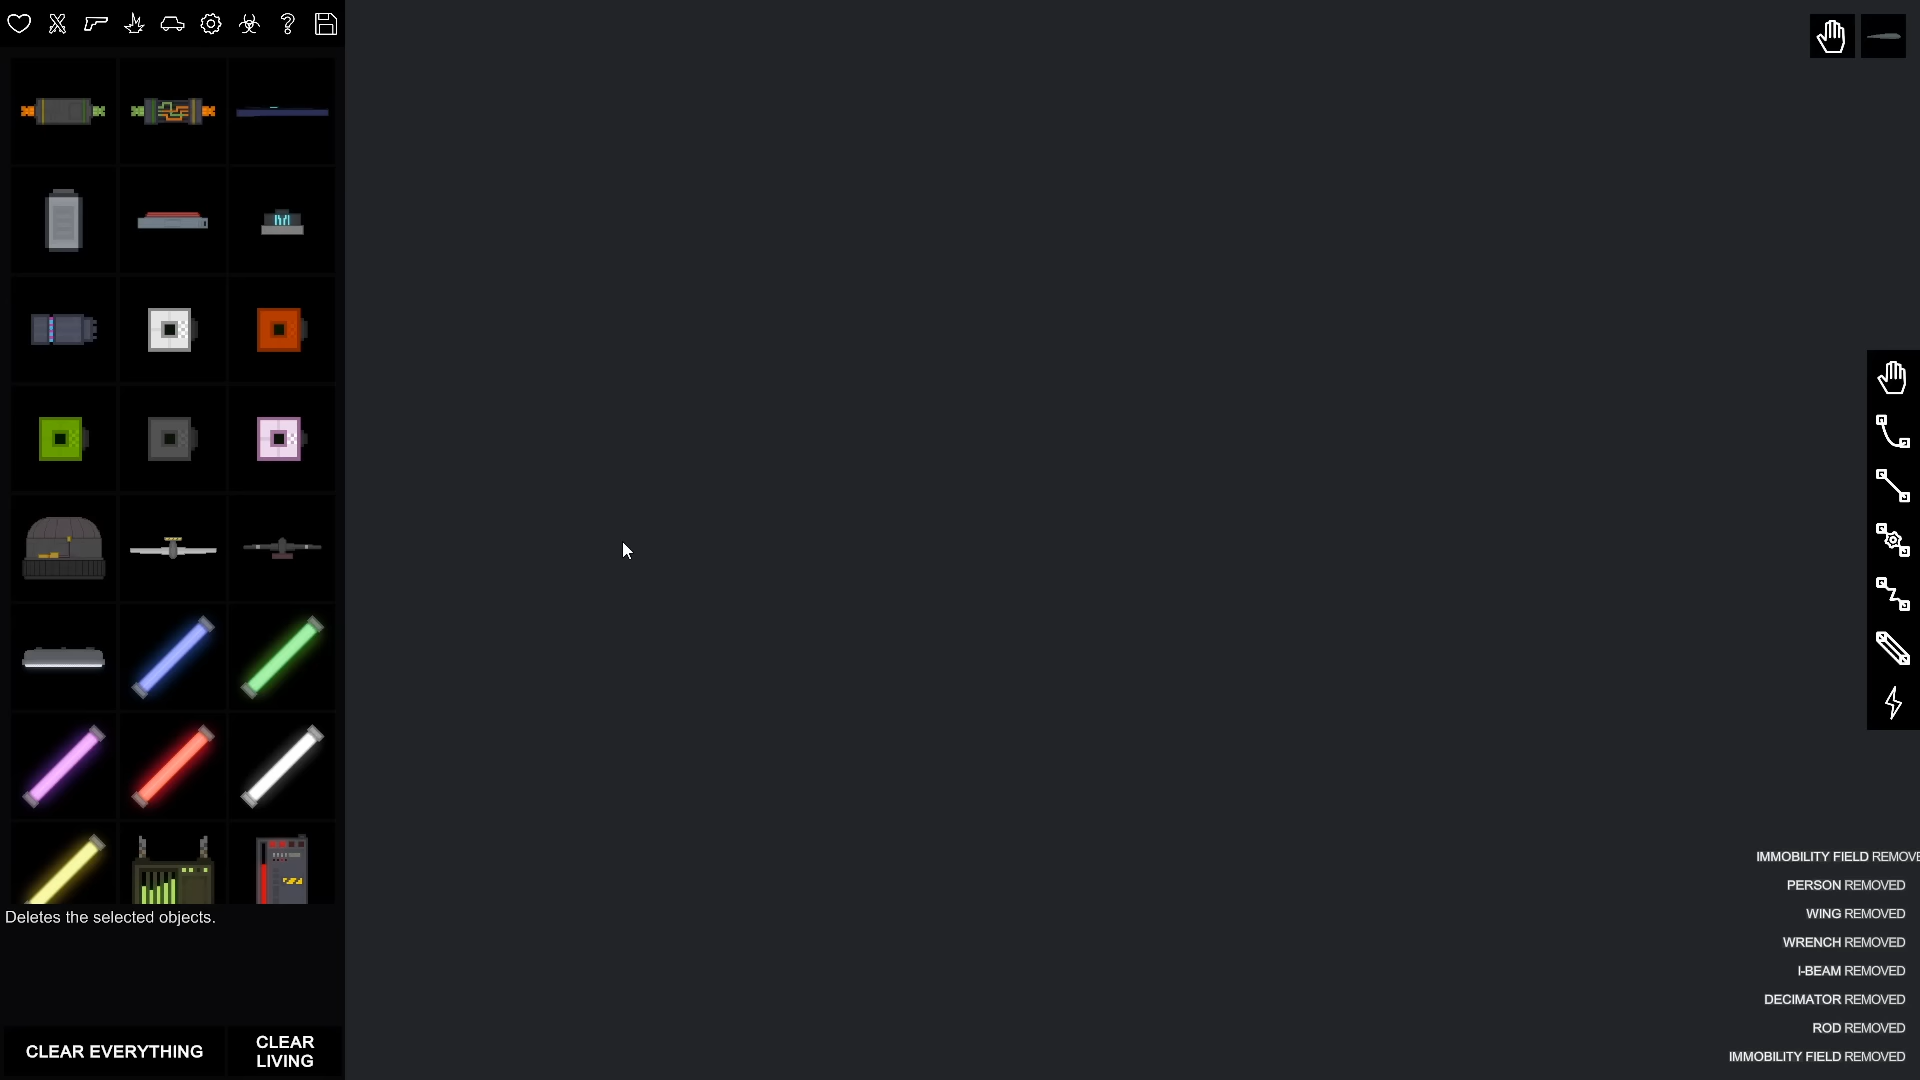 Deletes the selected objects.
CLEAR EVERYTHING
CLEAR
LIVING
IMMOBILITY FIELD REMOVE
PERSON REMOVED
WING REMOVED
WRENCH REMOVED
I-BEAM REMOVED
DECIMATOR REMOVED
ROD REMOVED
IMMOBILITY FIELD REMOVED